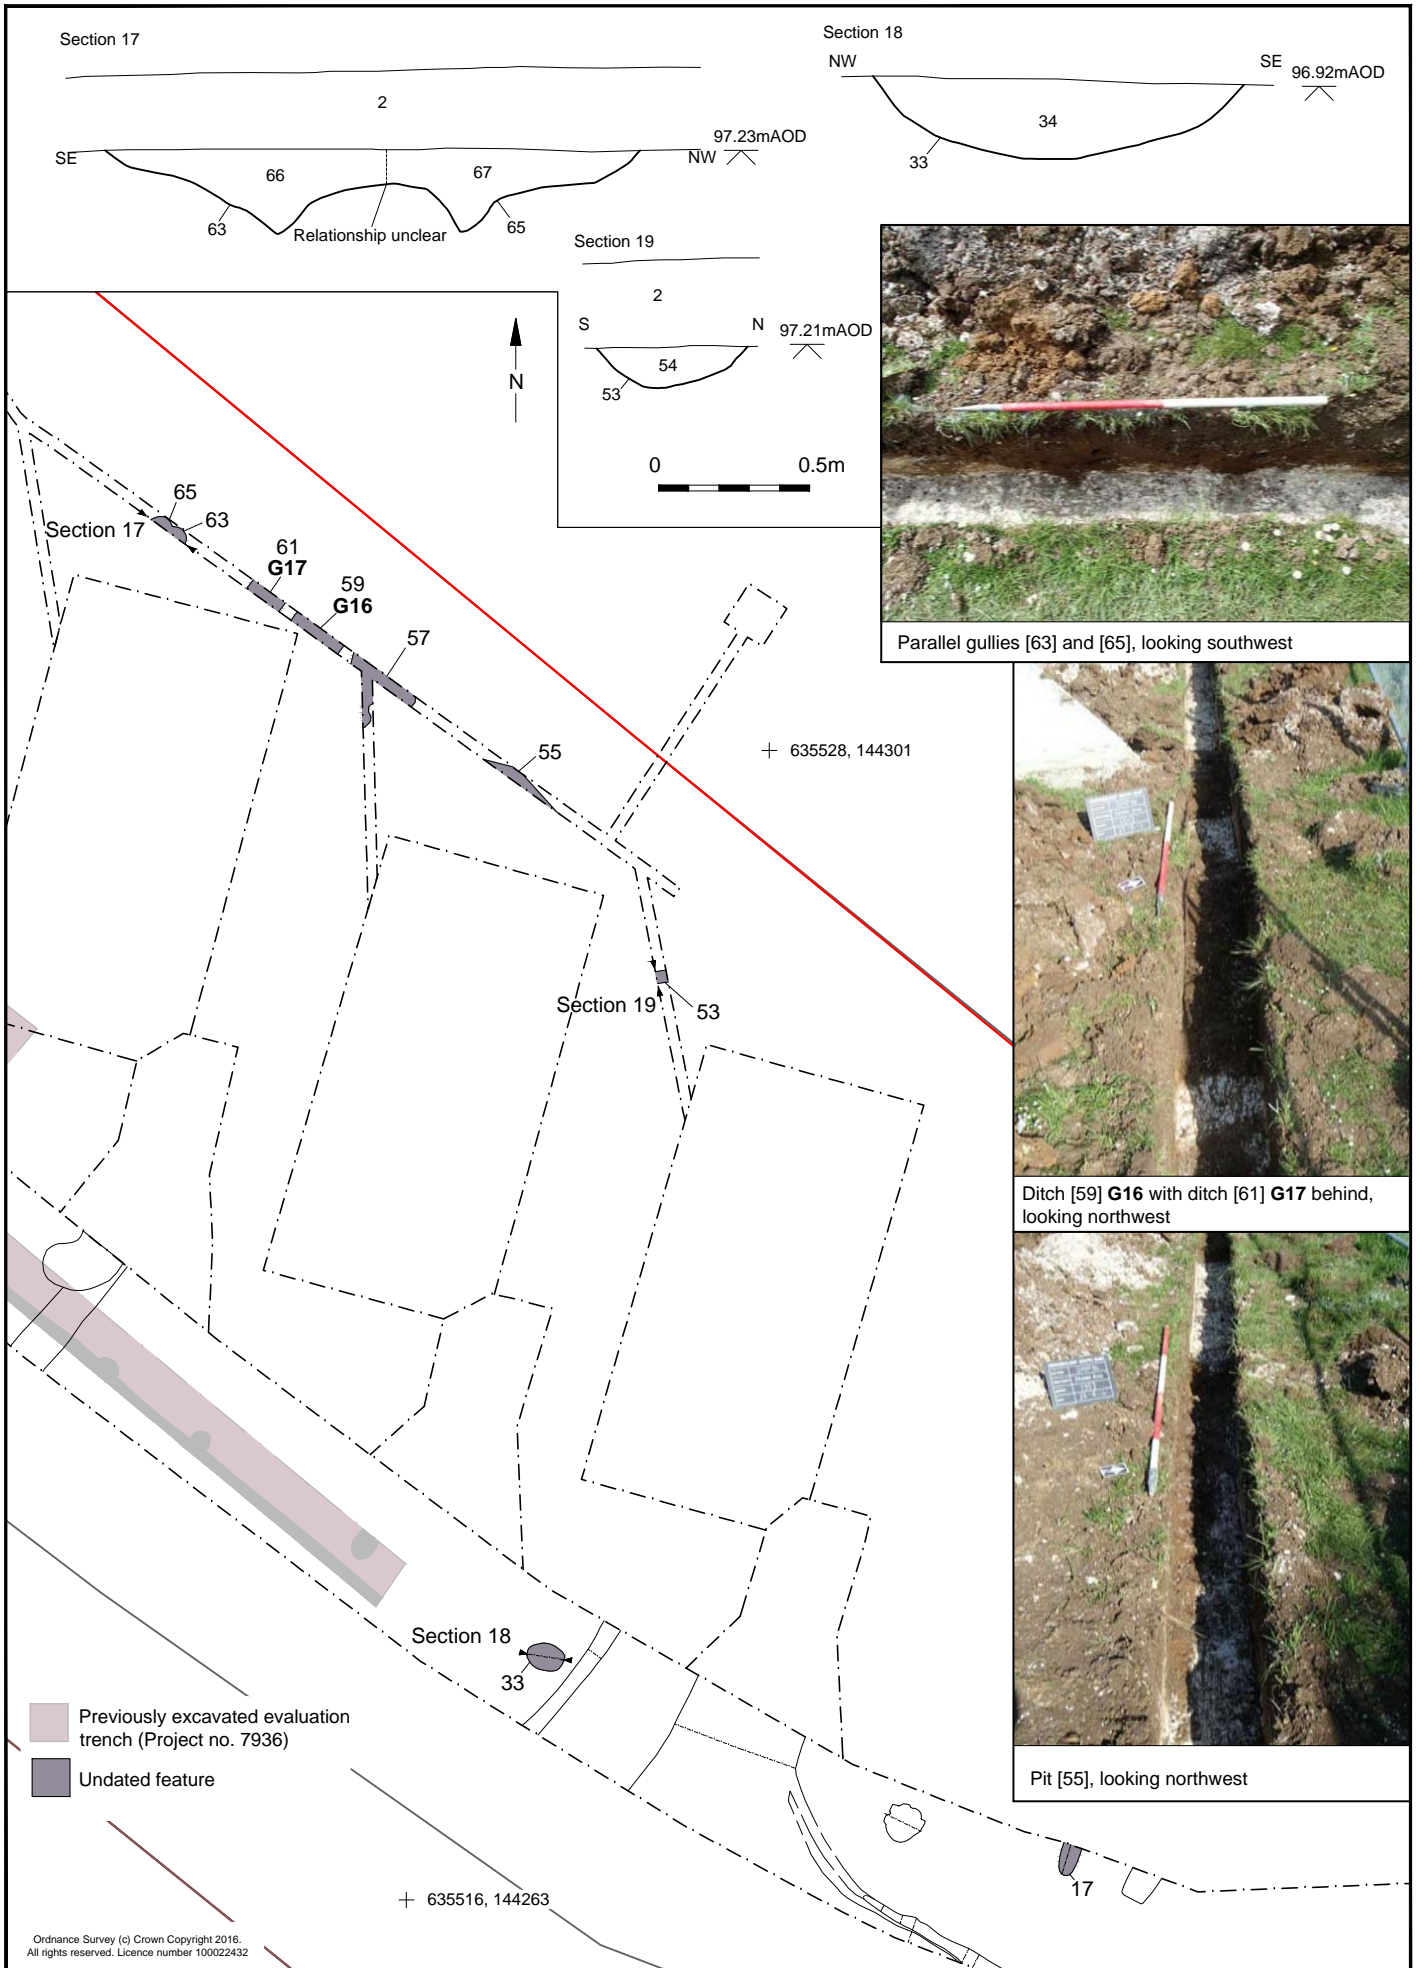 Section 17
2
SE
97.23mAOD
NW
66
67
63
Relationship unclear
65
Section 18
NW
SE
96.92mAOD
34
33
Section 19
2
S
N
97.21mAOD
54
53
0
0.5m
N
Parallel gullies [63] and [65], looking southwest
65
63
Section 17
61
G17
59
G16
57
55
635528, 144301
Section 19
53
Ditch [59] G16 with ditch [61] G17 behind,
looking northwest
Section 18
33
Pit [55], looking northwest
Previously excavated evaluation
trench (Project no. 7936)
Undated feature
17
635516, 144263
Ordnance Survey (c) Crown Copyright 2016.
All rights reserved. Licence number 100022432